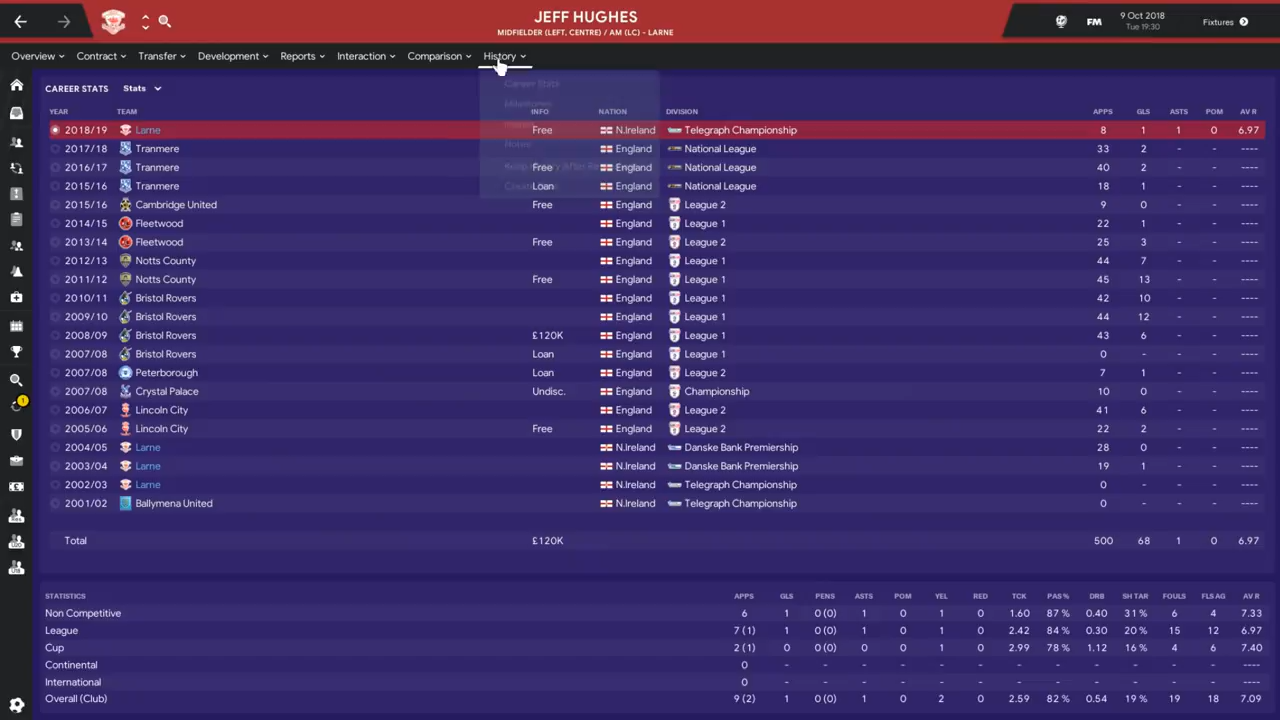 JEFF HUGHES
MIDFIELDER (LEFT, CENTRE) / AM (LC) - LARNE
9 Oct 2018
Tue 19:30
FM
Fixtures
Overview Contract Transfer Development Reports Interaction Comparison History
CAREER STATS Stats
Career Stats
YEAR TEAM INFO NATION DIVISION APPS GLS ASTS POM AV R
2018/19 Larne Free N.Ireland Telegraph Championship 8 1 1 0 6.97
2017/18 Tranmere England National League 33 2 - - ----
2016/17 Tranmere Free England National League 40 2 - - ----
2015/16 Tranmere Loan England National League 18 1 - - ----
2015/16 Cambridge United Free England League 2 9 0 - - ----
2014/15 Fleetwood England League 1 22 1 - - ----
2013/14 Fleetwood Free England League 2 25 3 - - ----
2012/13 Notts County England League 1 44 7 - - ----
2011/12 Notts County Free England League 1 45 13 - - ----
2010/11 Bristol Rovers England League 1 42 10 - - ----
2009/10 Bristol Rovers England League 1 44 12 - - ----
2008/09 Bristol Rovers £120K England League 1 43 6 - - ----
2007/08 Bristol Rovers Loan England League 1 0 - - - ----
2007/08 Peterborough Loan England League 2 7 1 - - ----
2007/08 Crystal Palace Undisc. England Championship 10 0 - - ----
2006/07 Lincoln City England League 2 41 6 - - ----
2005/06 Lincoln City Free England League 2 22 2 - - ----
2004/05 Larne N.Ireland Danske Bank Premiership 28 0 - - ----
2003/04 Larne N.Ireland Danske Bank Premiership 19 1 - - ----
2002/03 Larne N.Ireland Telegraph Championship 0 - - - ----
2001/02 Ballymena United N.Ireland Telegraph Championship 0 - - - ----
Total £120K 500 68 1 0 6.97
STATISTICS APPS GLS PENS ASTS POM YEL RED TCK PAS % DRB SH TAR FOULS FLS AG AV R
Non Competitive 6 1 0 (0) 1 0 1 0 1.60 87 % 0.40 31 % 6 4 7.33
League 7 (1) 1 0 (0) 1 0 1 0 2.42 84 % 0.30 20 % 15 12 6.97
Cup 2 (1) 0 0 (0) 0 0 1 0 2.99 78 % 1.12 16 % 4 6 7.40
Continental 0 - - - - - - - - - - - - ----
International 0 - - - - - - - - - - - - ----
Overall (Club) 9 (2) 1 0 (0) 1 0 2 0 2.59 82 % 0.54 19 % 19 18 7.09
1